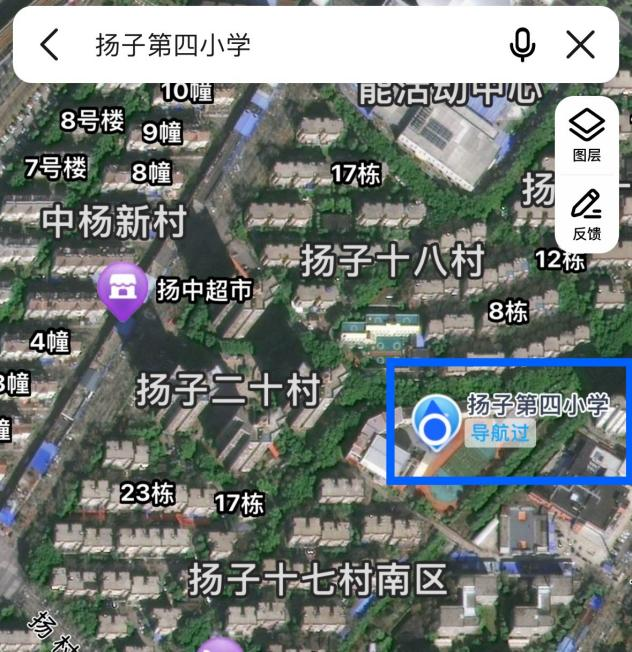 扬子第四小学
10幢
能活动中心
8号楼
9幢
图层
7号楼
8幢
17栋
扬
中杨新村
反馈
扬子十八村
12栋
扬中超市
8栋
4幢
3幢
幢
扬子二十村
扬子第四小学
导航过
23栋
17栋
扬子十七村南区
扬村